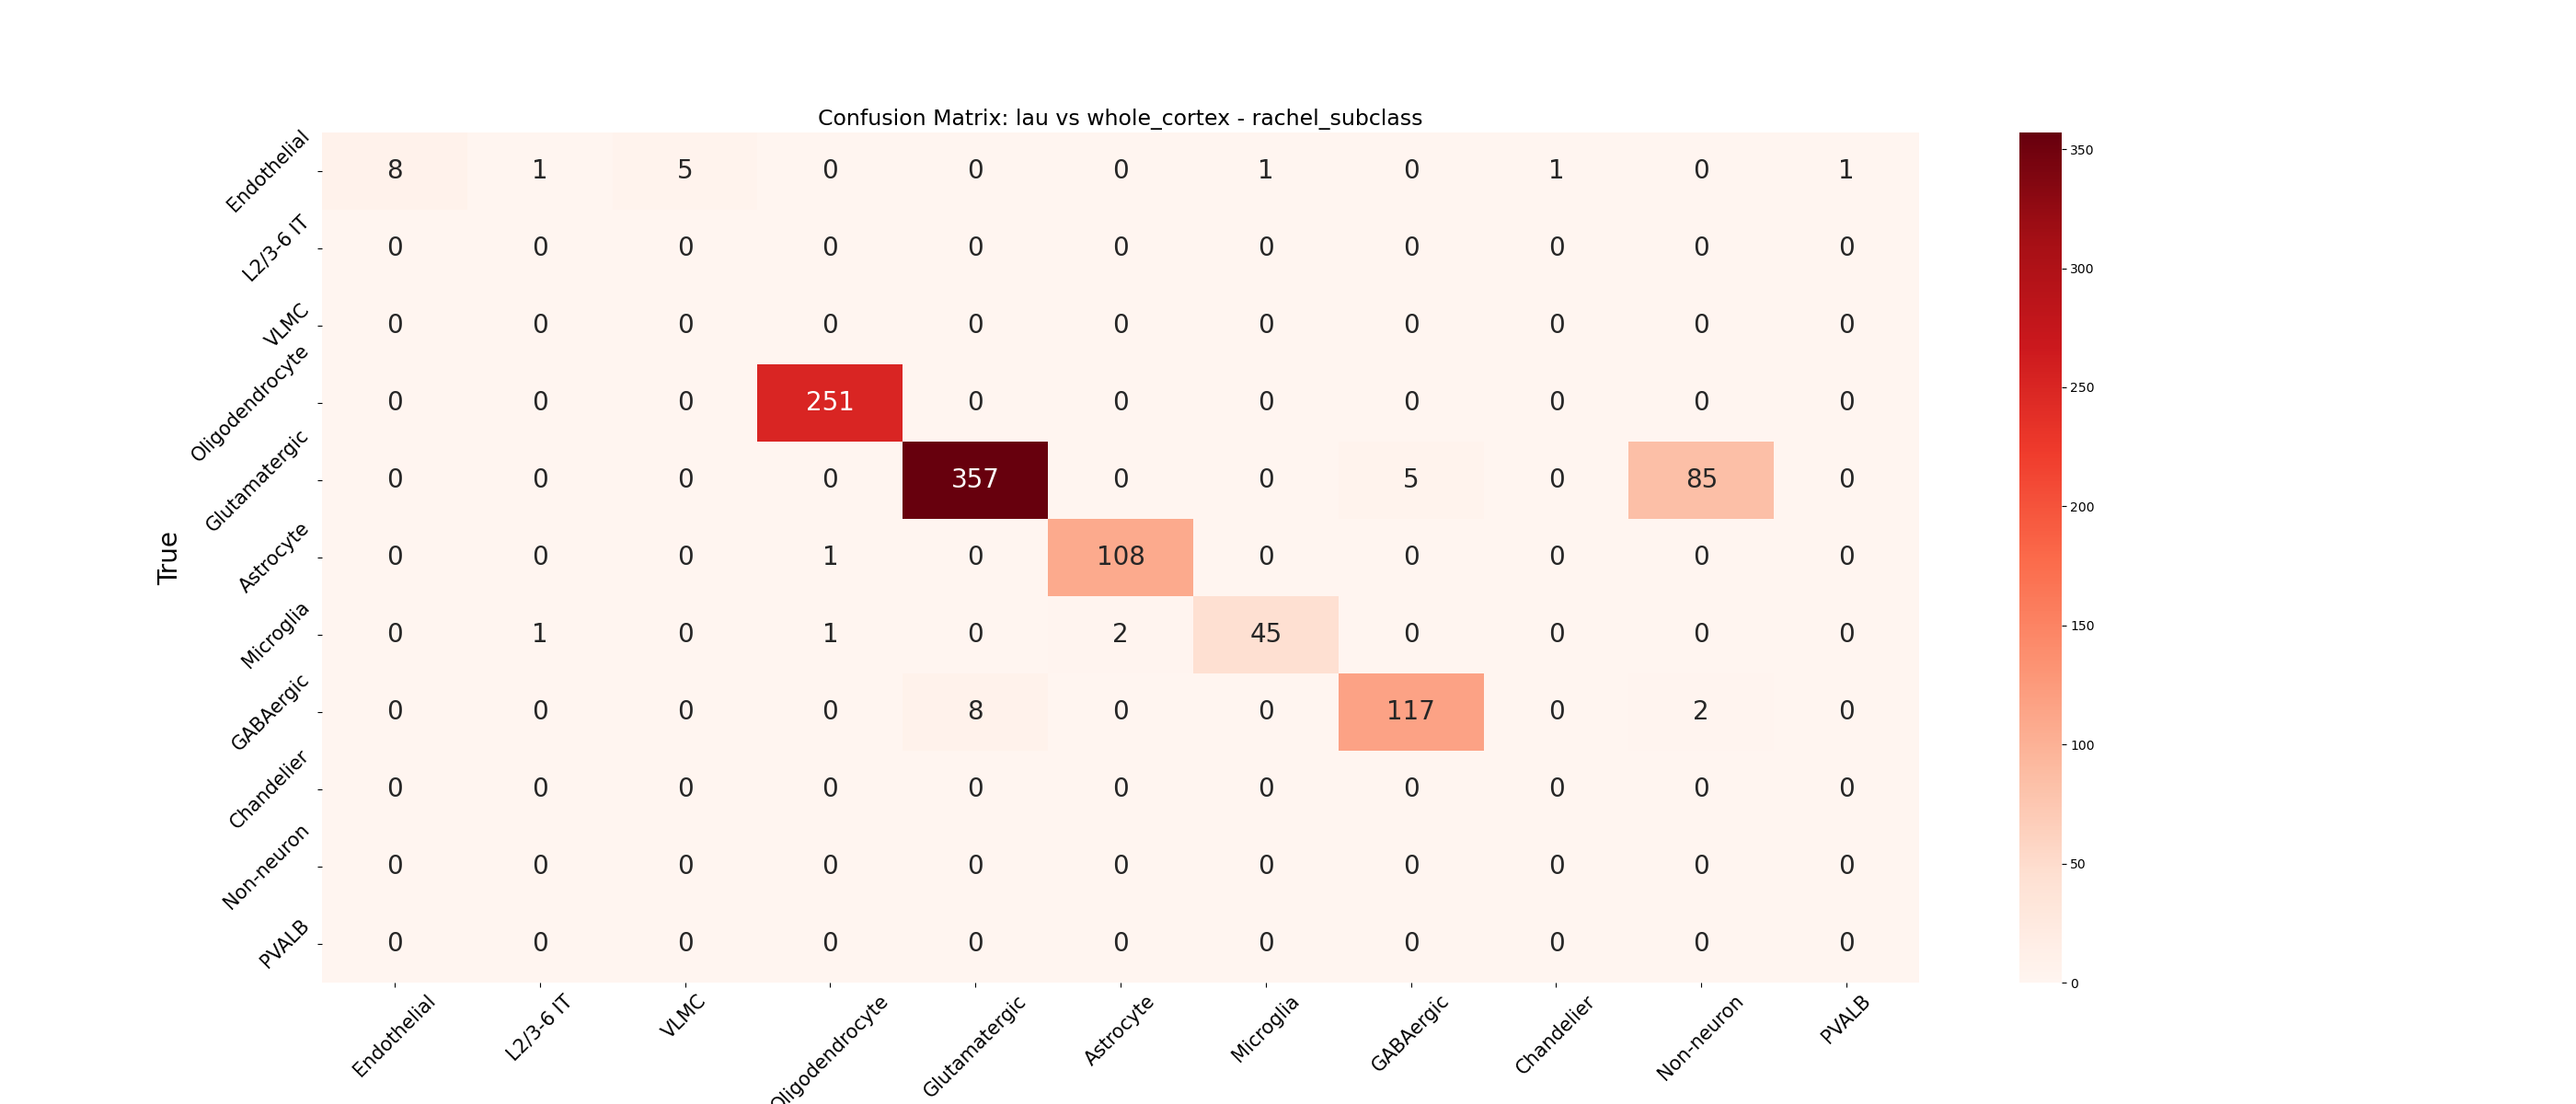 Confusion Matrix: lau vs whole_cortex - rachel_subclass
True
Endothelial 8 1 5 0 0 0 1 0 1 0 1
L2/3-6 IT 0 0 0 0 0 0 0 0 0 0 0
VLMC 0 0 0 0 0 0 0 0 0 0 0
Oligodendrocyte 0 0 0 251 0 0 0 0 0 0 0
Glutamatergic 0 0 0 0 357 0 0 5 0 85 0
Astrocyte 0 0 0 1 0 108 0 0 0 0 0
Microglia 0 1 0 1 0 2 45 0 0 0 0
GABAergic 0 0 0 0 8 0 0 117 0 2 0
Chandelier 0 0 0 0 0 0 0 0 0 0 0
Non-neuron 0 0 0 0 0 0 0 0 0 0 0
PVALB 0 0 0 0 0 0 0 0 0 0 0
Endothelial L2/3-6 IT VLMC Oligodendrocyte Glutamatergic Astrocyte Microglia GABAergic Chandelier Non-neuron PVALB
350
300
250
200
150
100
50
0